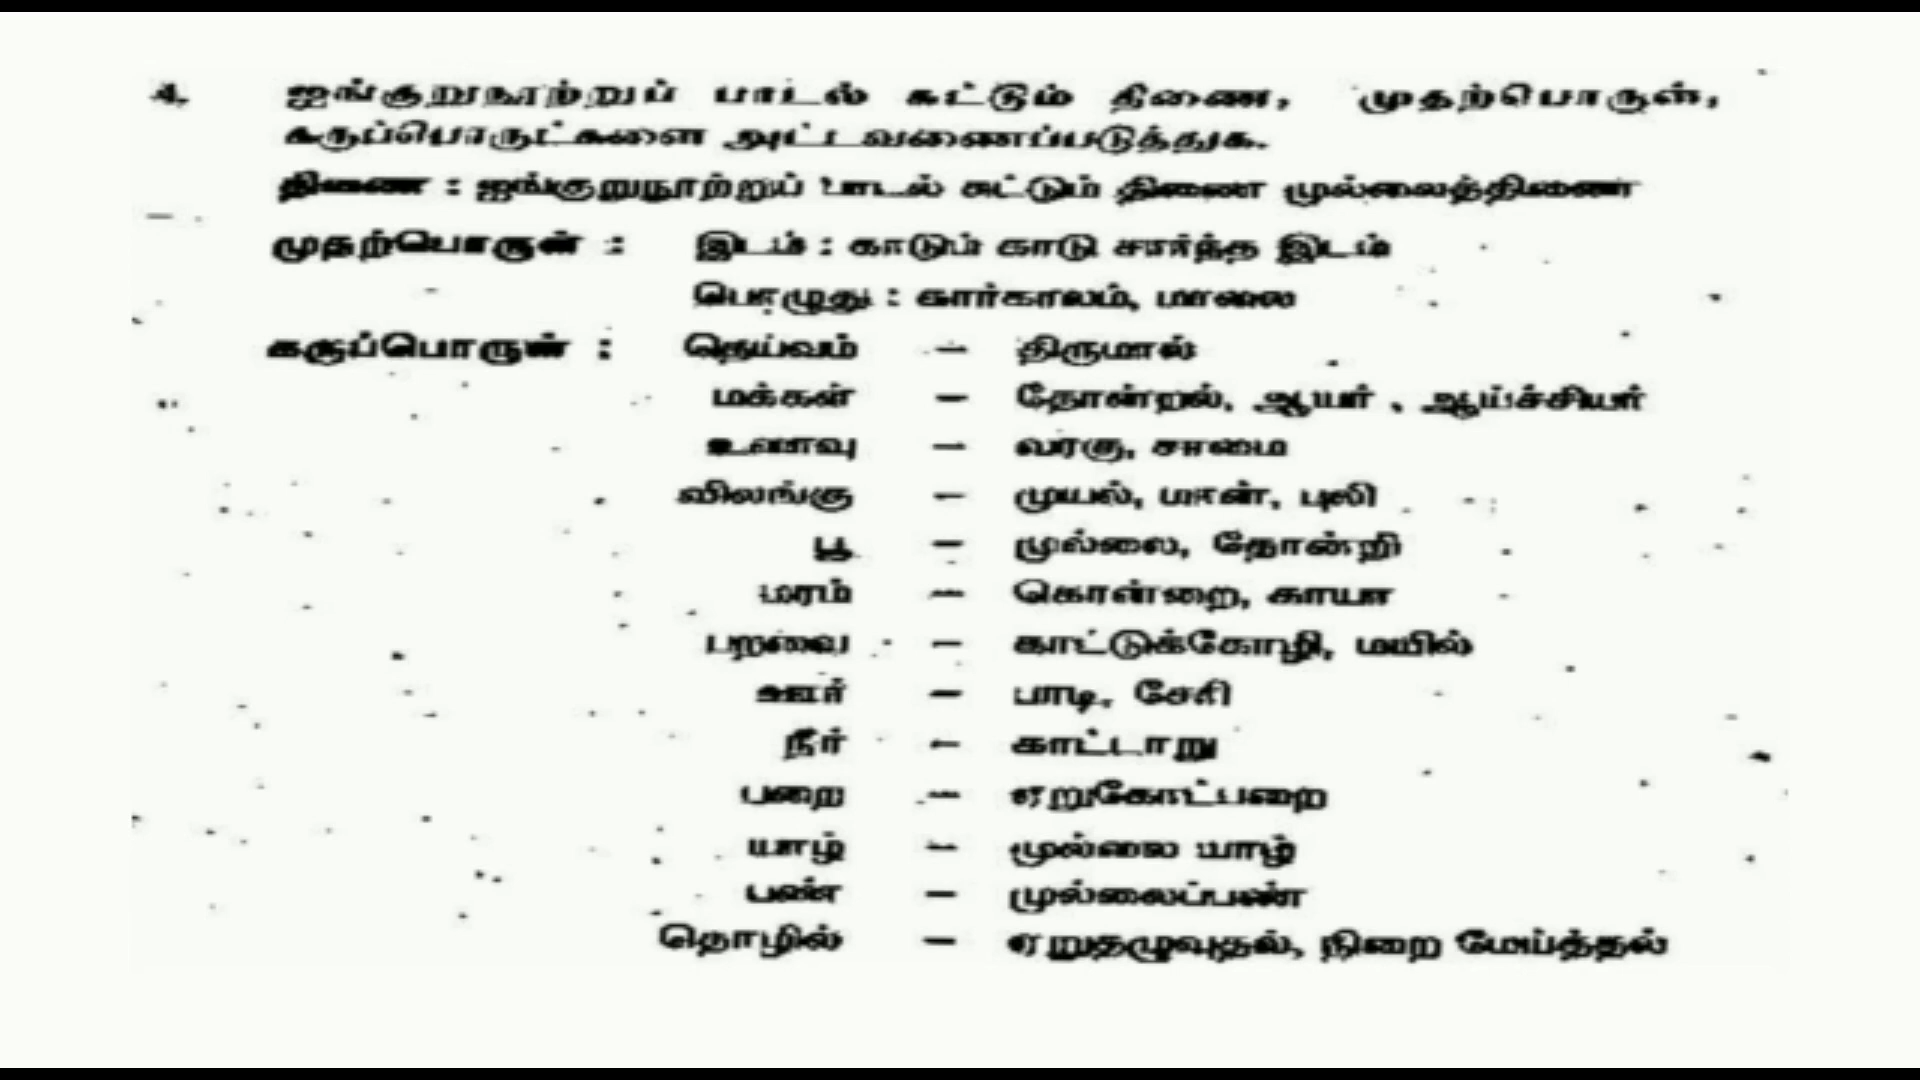 4. ஐங்குறுநூற்றுப் பாடல் சுட்டும் திணை, முதற்பொருள்,
கருப்பொருட்களை அட்டவணைப்படுத்துக.
திணை : ஐங்குறுநூற்றுப் பாடல் சுட்டும் திணை முல்லைத்திணை
முதற்பொருள் : இடம் : காடும் காடு சார்ந்த இடம்
பொழுது : கார்காலம், மாலை
கருப்பொருள் : தெய்வம் – திருமால்
மக்கள் – தோன்றல், ஆயர் , ஆய்ச்சியர்
உணவு – வரகு, சாமை
விலங்கு – முயல், மான், புலி
பூ – முல்லை, தோன்றி
மரம் – கொன்றை, காயா
பறவை – காட்டுக்கோழி, மயில்
ஊர் – பாடி, சேரி
நீர் – காட்டாறு
பறை – ஏறுகோட்பறை
யாழ் – முல்லை யாழ்
பண் – முல்லைப்பண்
தொழில் – ஏறுதழுவுதல், நிறை மேய்த்தல்